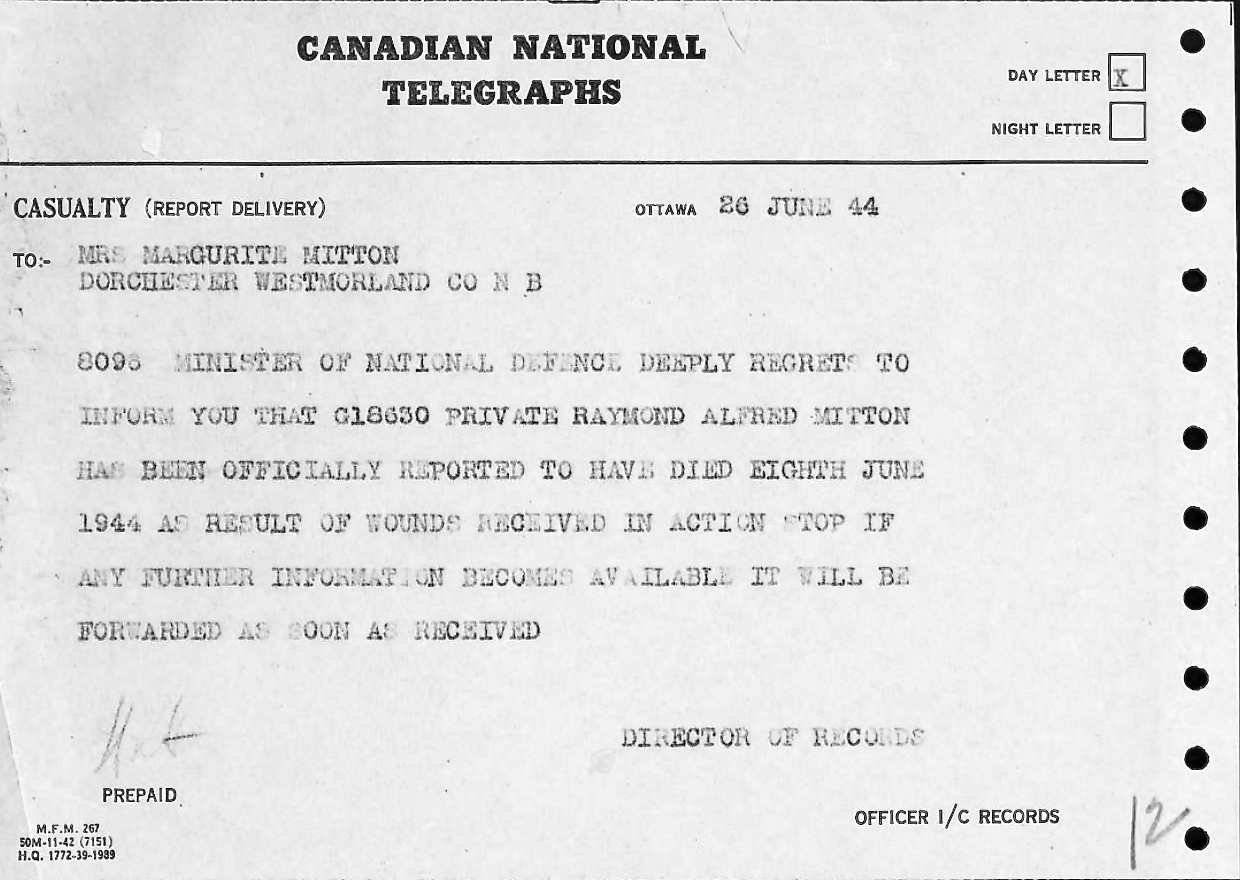 CANADIAN NATIONAL
TELEGRAPHS
DAY LETTER X
NIGHT LETTER
CASUALTY (REPORT DELIVERY) OTTAWA 26 JUNE 44
TO:- MRS MARGURITE MITTON
DORCHESTER WESTMORLAND CO N B
8096 MINISTER OF NATIONAL DEFENCE DEEPLY REGRETS TO
INFORM YOU THAT G18630 PRIVATE RAYMOND ALFRED MITTON
HAS BEEN OFFICIALLY REPORTED TO HAVE DIED EIGHTH JUNE
1944 AS RESULT OF WOUNDS RECEIVED IN ACTION STOP IF
ANY FURTHER INFORMATION BECOMES AVAILABLE IT WILL BE
FORWARDED AS SOON AS RECEIVED
DIRECTOR OF RECORDS
PREPAID
OFFICER I/C RECORDS
12
M.F.M. 267
50M-11-42 (7151)
H.Q. 1772-39-1989